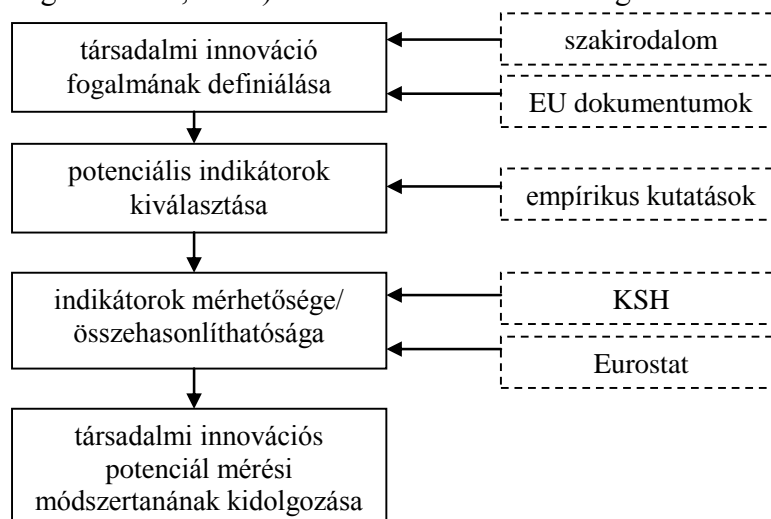 társadalmi innováció
fogalmának definiálása
szakirodalom
EU dokumentumok
potenciális indikátorok
kiválasztása
empírikus kutatások
indikátorok mérhetősége/
összehasonlíthatósága
KSH
Eurostat
társadalmi innovációs
potenciál mérési
módszertanának kidolgozása